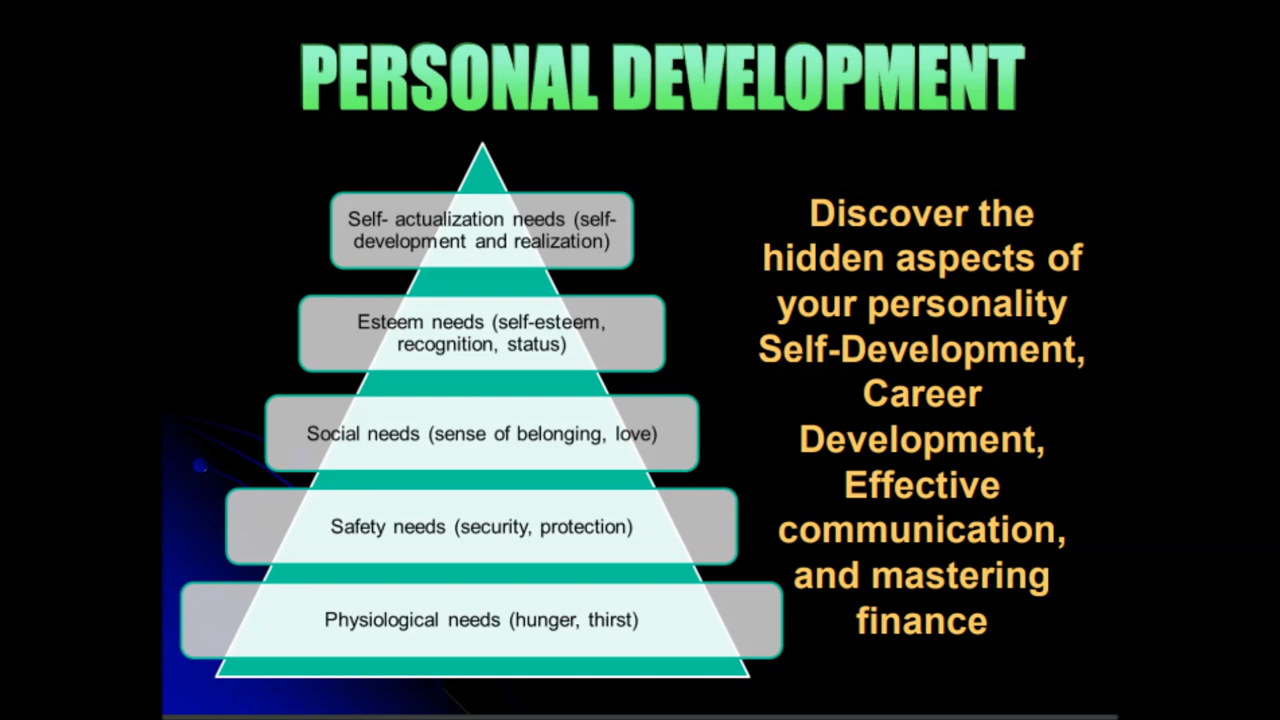 PERSONAL DEVELOPMENT
Self- actualization needs (self-
development and realization)
Esteem needs (self-esteem,
recognition, status)
Social needs (sense of belonging, love)
Safety needs (security, protection)
Physiological needs (hunger, thirst)
Discover the
hidden aspects of
your personality
Self-Development,
Career
Development,
Effective
communication,
and mastering
finance